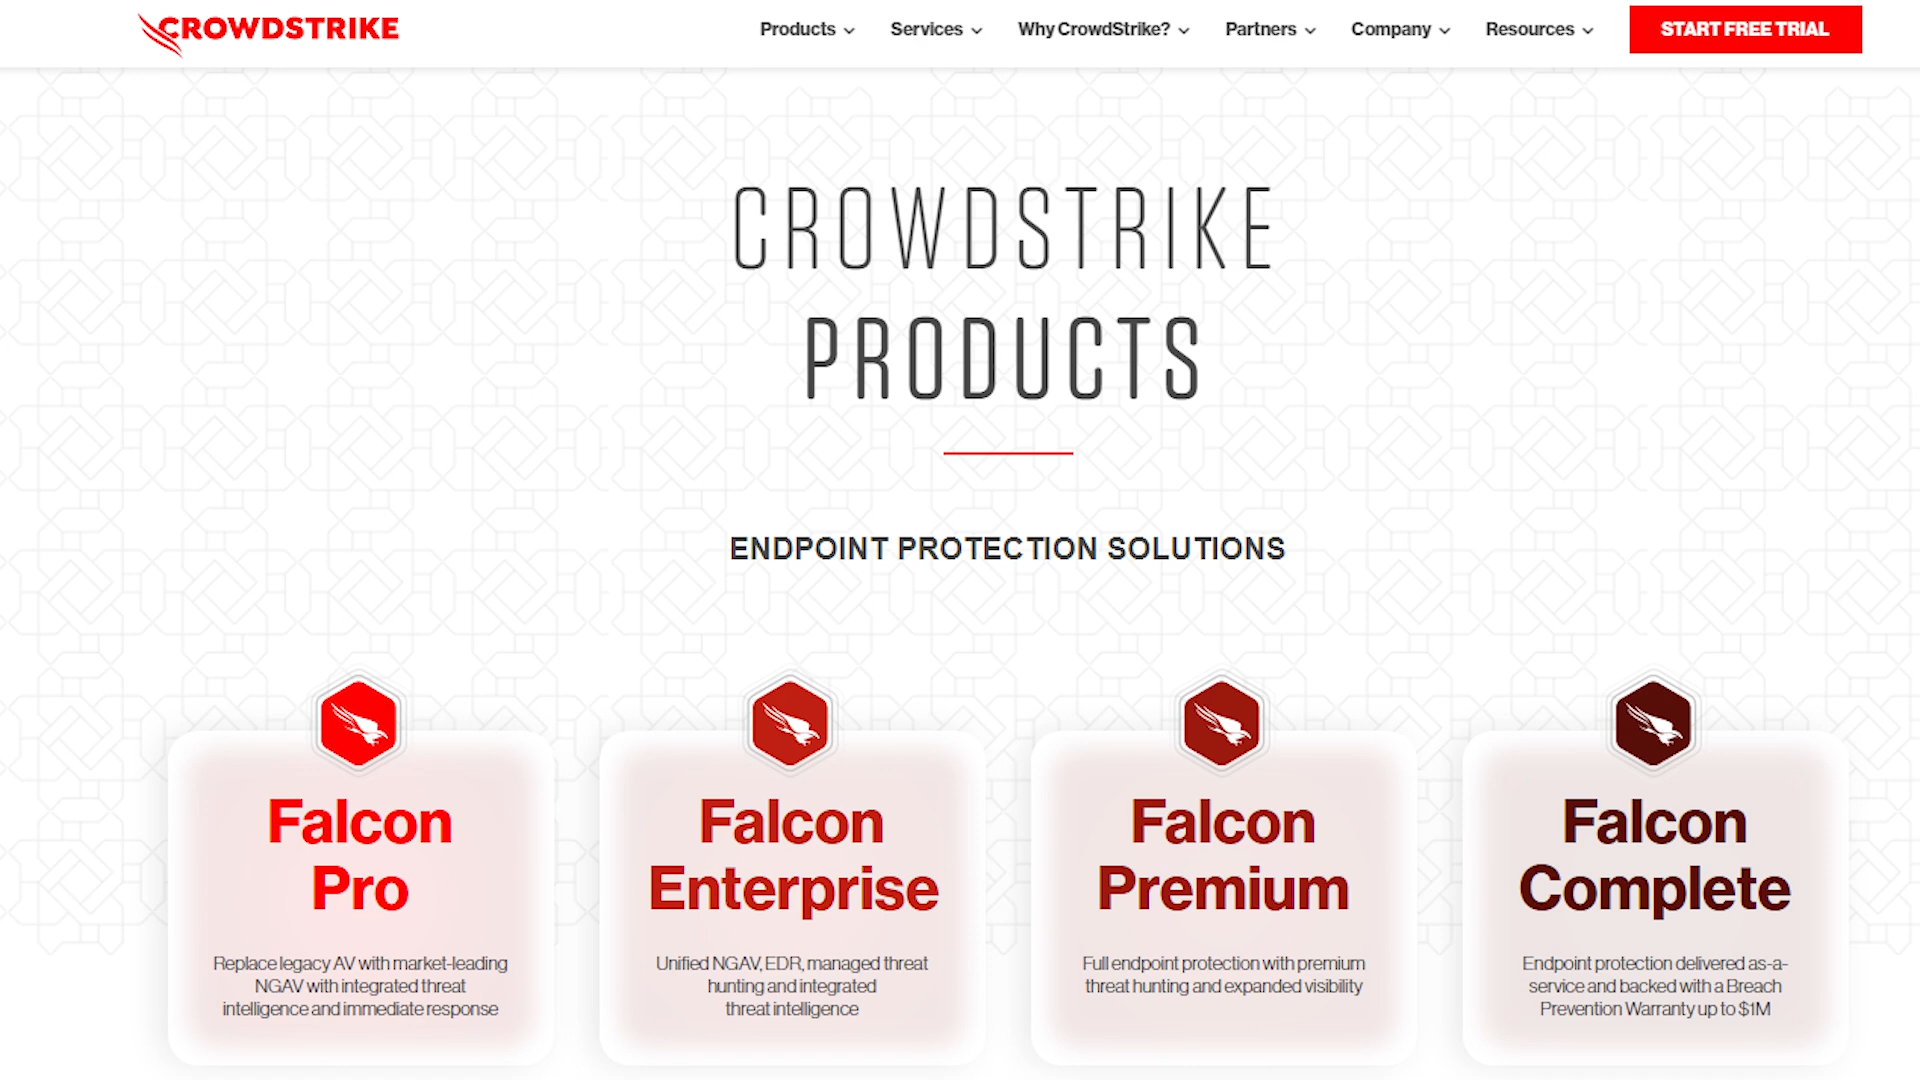 CROWDSTRIKE
Products
Services
Why CrowdStrike?
Partners
Company
Resources
START FREE TRIAL
CROWDSTRIKE
PRODUCTS
ENDPOINT PROTECTION SOLUTIONS
Falcon
Pro
Replace legacy AV with market-leading
NGAV with integrated threat
intelligence and immediate response
Falcon
Enterprise
Unified NGAV, EDR, managed threat
hunting and integrated
threat intelligence
Falcon
Premium
Full endpoint protection with premium
threat hunting and expanded visibility
Falcon
Complete
Endpoint protection delivered as-a-
service and backed with a Breach
Prevention Warranty up to $1M